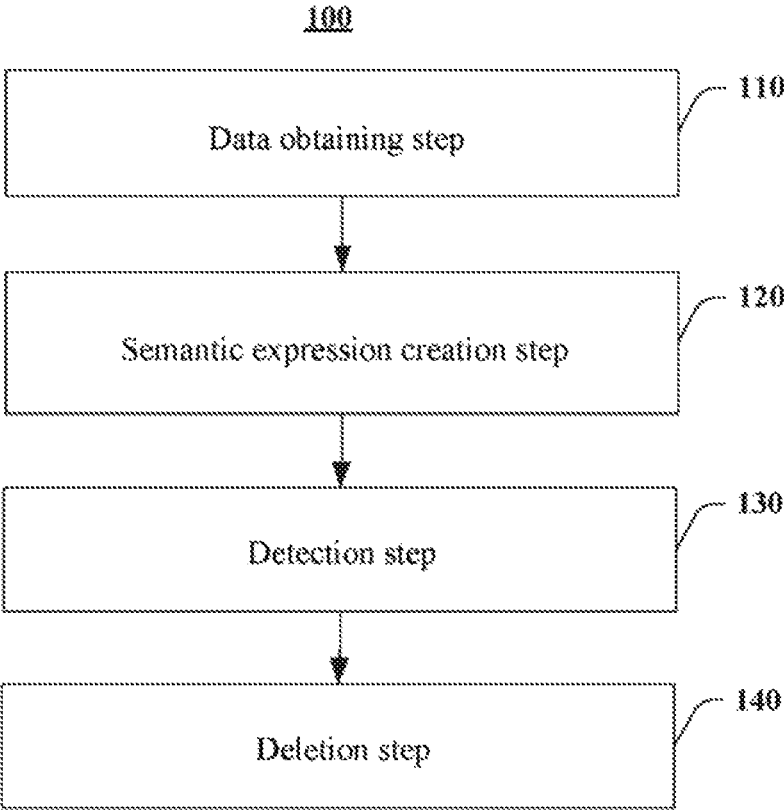 100
110
Data obtaining step
120
Semantic expression creation step
130
Detection step
140
Deletion step